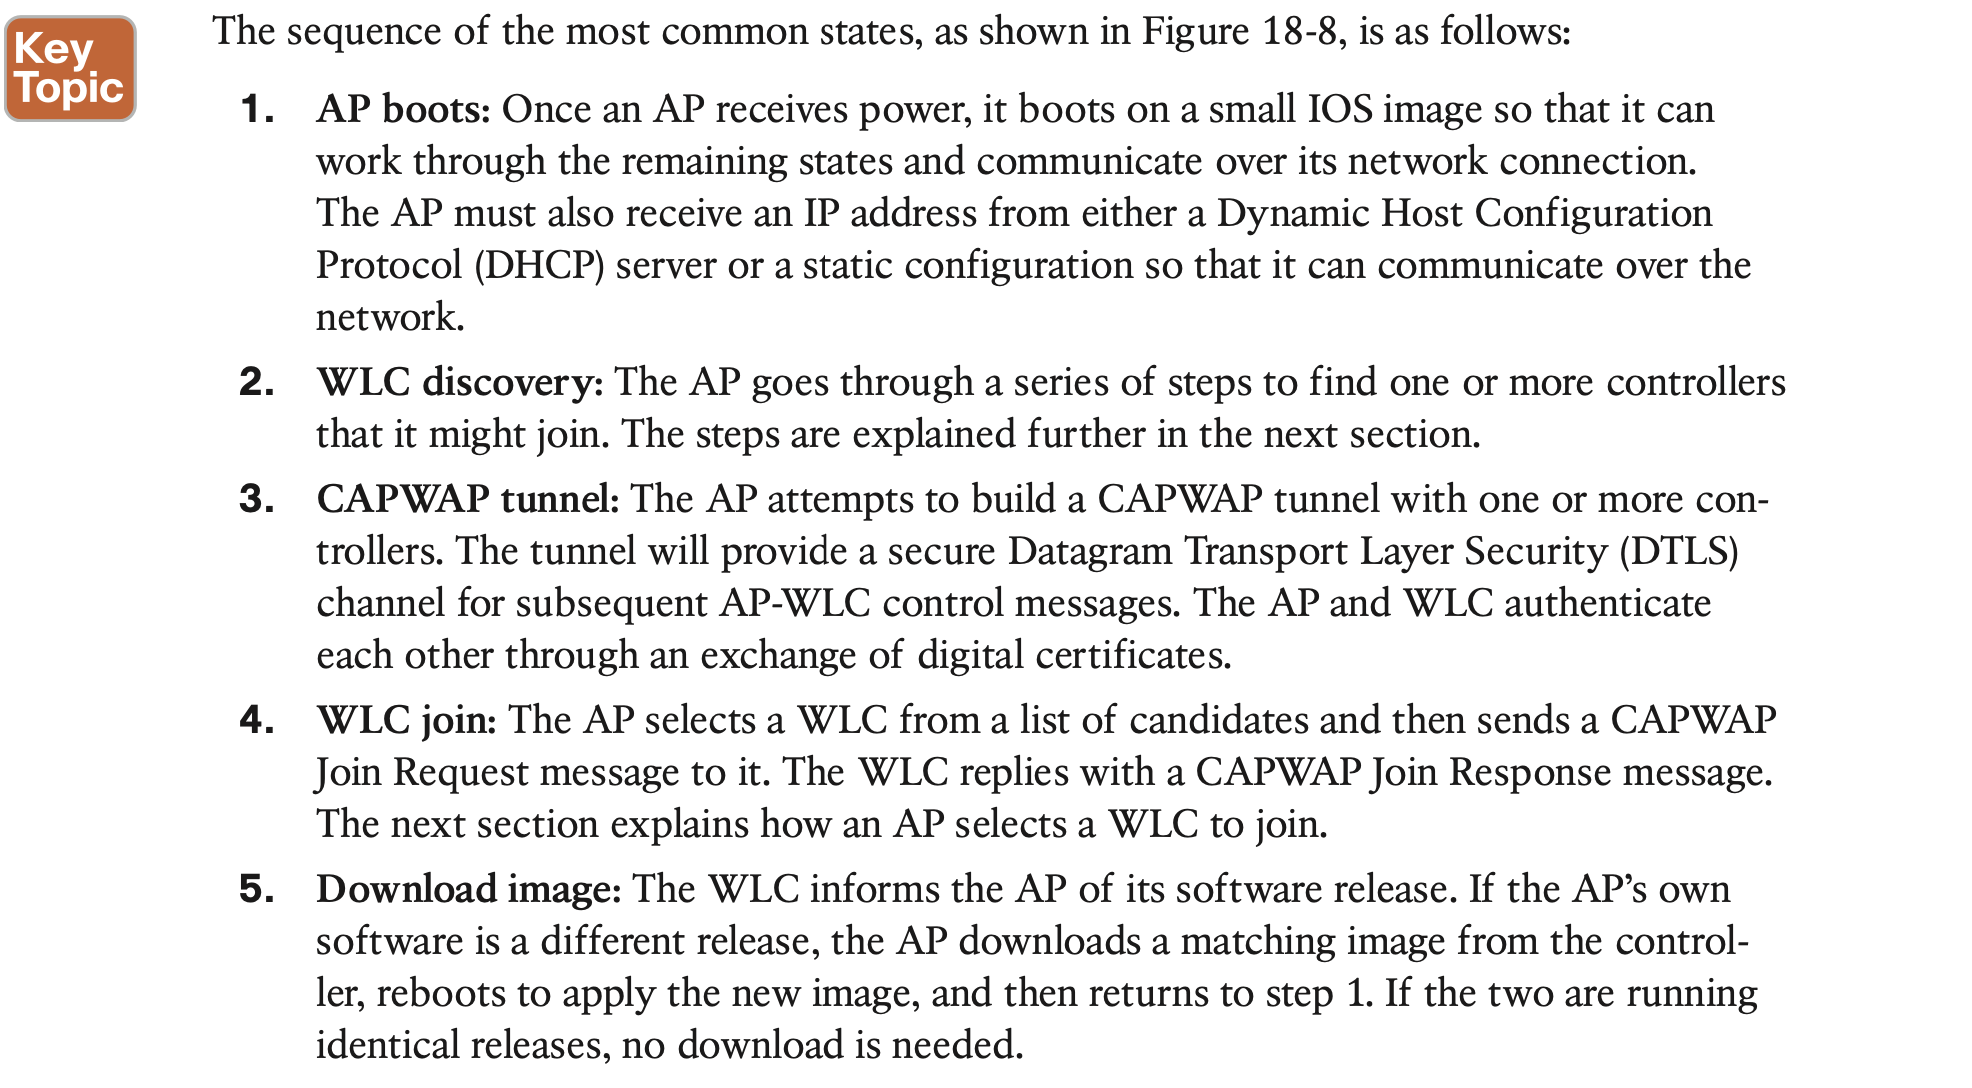 Key
Topic
The sequence of the most common states, as shown in Figure 18-8, is as follows:
1. AP boots: Once an AP receives power, it boots on a small IOS image so that it can
work through the remaining states and communicate over its network connection.
The AP must also receive an IP address from either a Dynamic Host Configuration
Protocol (DHCP) server or a static configuration so that it can communicate over the
network.
2. WLC discovery: The AP goes through a series of steps to find one or more controllers
that it might join. The steps are explained further in the next section.
3. CAPWAP tunnel: The AP attempts to build a CAPWAP tunnel with one or more con-
trollers. The tunnel will provide a secure Datagram Transport Layer Security (DTLS)
channel for subsequent AP-WLC control messages. The AP and WLC authenticate
each other through an exchange of digital certificates.
4. WLC join: The AP selects a WLC from a list of candidates and then sends a CAPWAP
Join Request message to it. The WLC replies with a CAPWAP Join Response message.
The next section explains how an AP selects a WLC to join.
5. Download image: The WLC informs the AP of its software release. If the AP’s own
software is a different release, the AP downloads a matching image from the control-
ler, reboots to apply the new image, and then returns to step 1. If the two are running
identical releases, no download is needed.